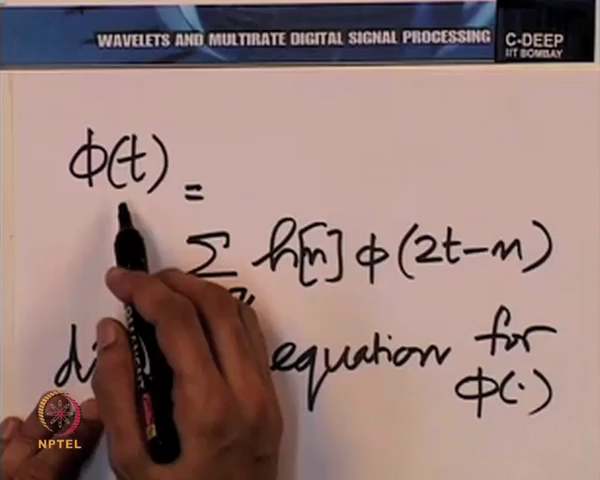 WAVELETS AND MULTIRATE DIGITAL SIGNAL PROCESSING
C-DEEP
IIT BOMBAY
ϕ(t) =
∑ h[n] ϕ(2t-n)
equation for
ϕ(·)
NPTEL